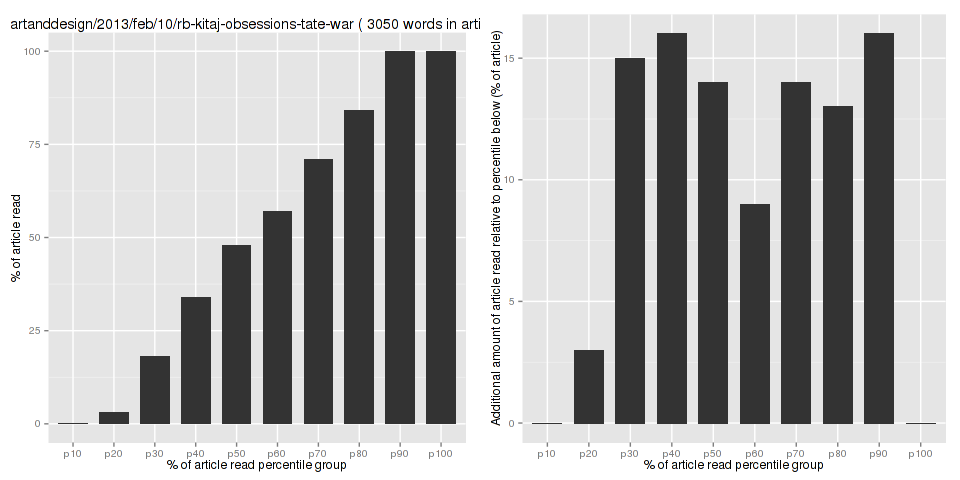 artanddesign/2013/feb/10/rb-kitaj-obsessions-tate-war ( 3050 words in arti
% of article read
100
75
50
25
0
p10 p20 p30 p40 p50 p60 p70 p80 p90 p100
% of article read percentile group
Additional amount of article read relative to percentile below (% of article)
15
10
5
0
p10 p20 p30 p40 p50 p60 p70 p80 p90 p100
% of article read percentile group